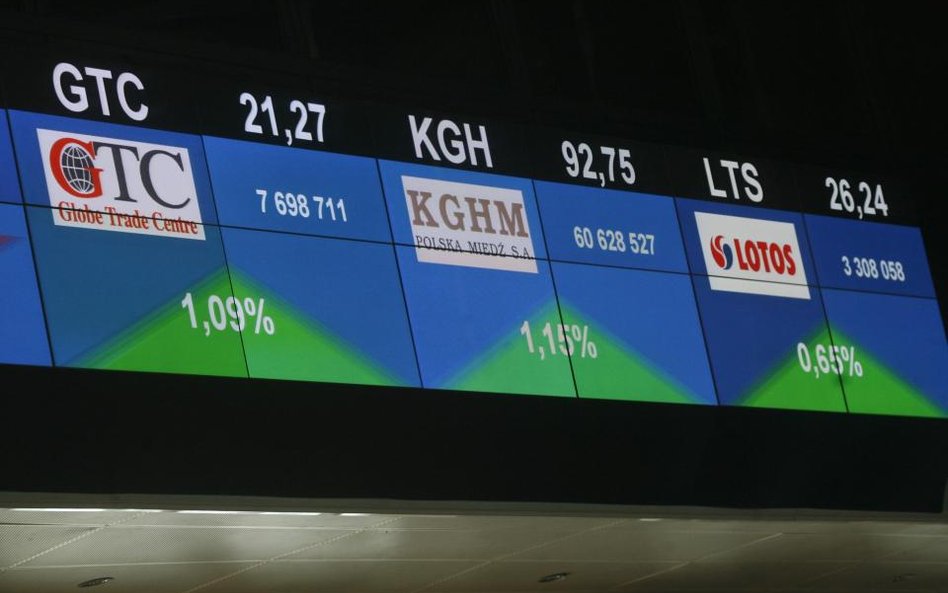 GTC 21,27
GTC
Globe Trade Centre
7 698 711
1,09%
KGH 92,75
KGHM
POLSKA MIEDŹ S.A.
60 628 527
1,15%
LTS 26,24
LOTOS
3 308 058
0,65%